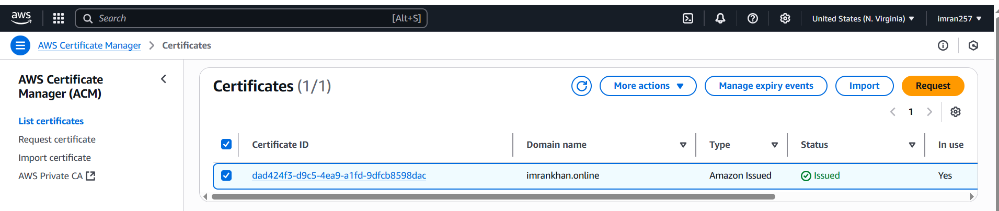 aws Search [Alt+S] United States (N. Virginia) imran257
AWS Certificate Manager Certificates
AWS Certificate
Manager (ACM)
List certificates
Request certificate
Import certificate
AWS Private CA
Certificates (1/1) More actions Manage expiry events Import Request
1
Certificate ID Domain name Type Status In use
dad424f3-d9c5-4ea9-a1fd-9dfcb8598dac imrankhan.online Amazon Issued Issued Yes